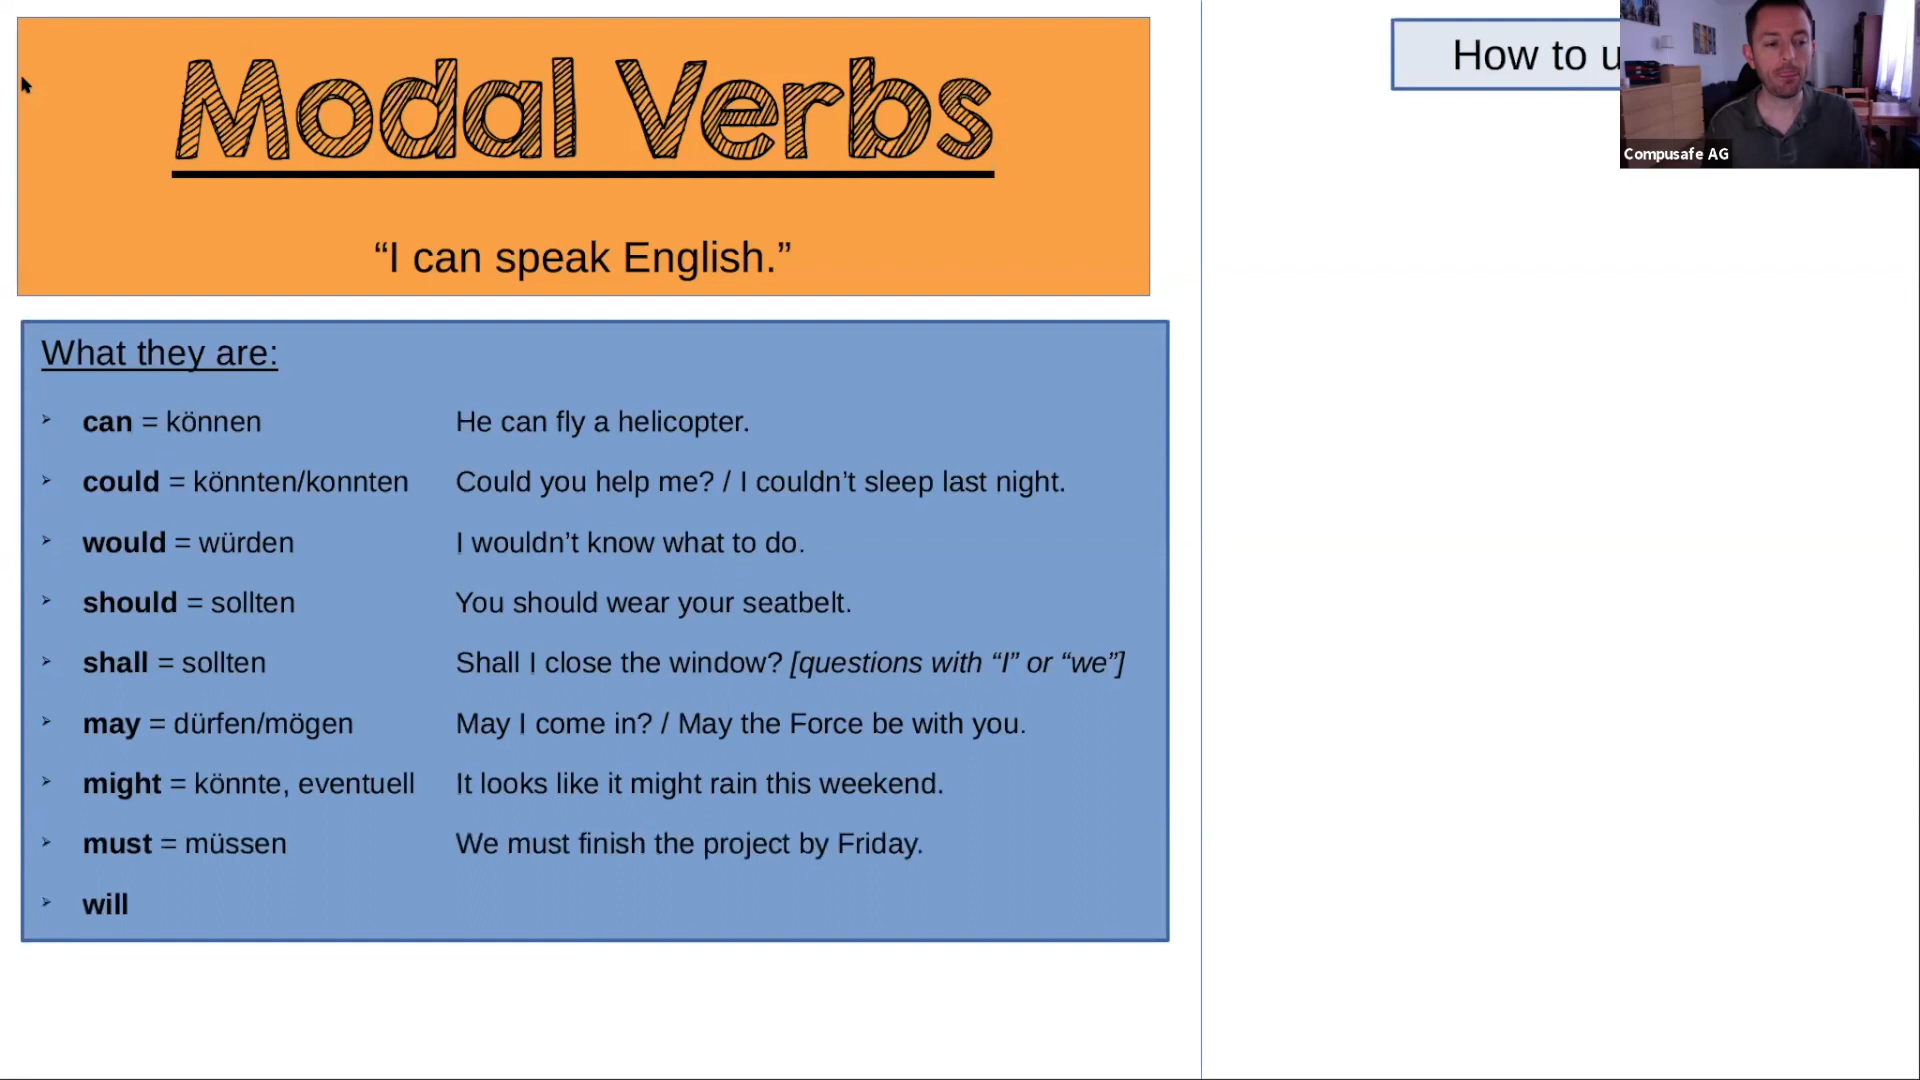 Modal Verbs
“I can speak English.”
What they are:
can = können He can fly a helicopter.
could = könnten/konnten Could you help me? / I couldn’t sleep last night.
would = würden I wouldn’t know what to do.
should = sollten You should wear your seatbelt.
shall = sollten Shall I close the window? [questions with “I” or “we”]
may = dürfen/mögen May I come in? / May the Force be with you.
might = könnte, eventuell It looks like it might rain this weekend.
must = müssen We must finish the project by Friday.
will
How to
Compusafe AG